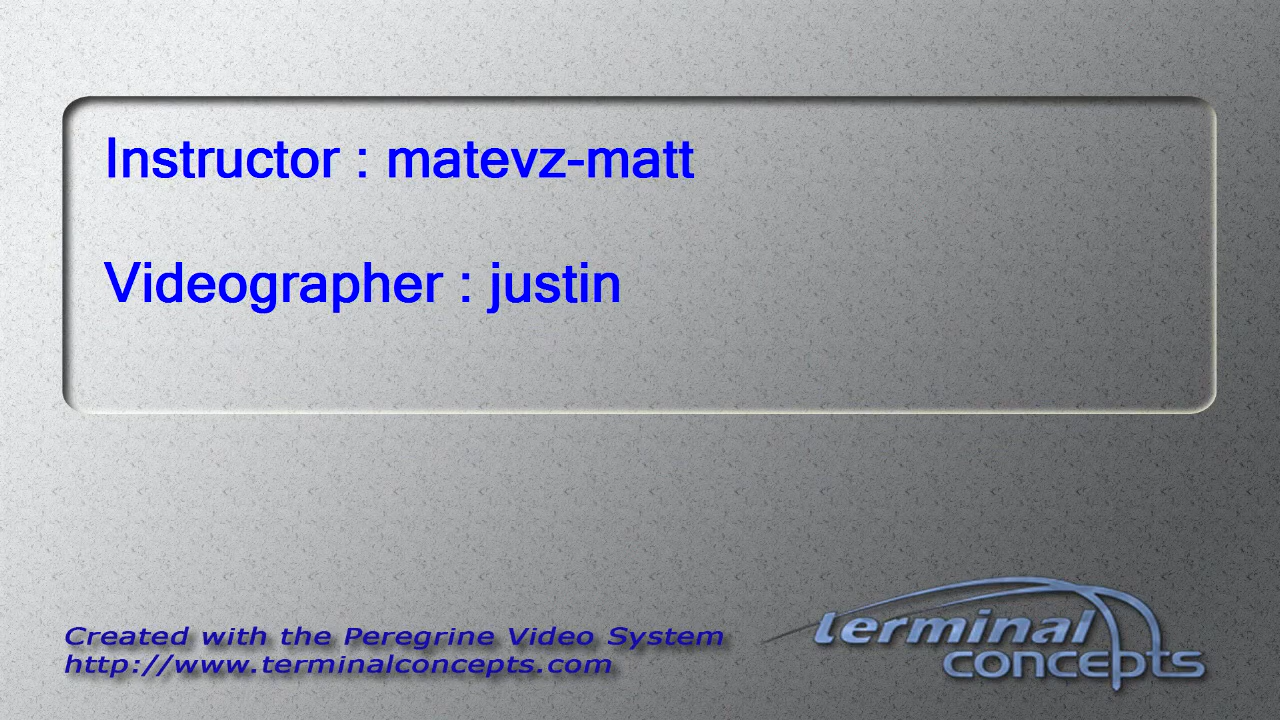 Instructor : matevz-matt
Videographer : justin
Created with the Peregrine Video System
http://www.terminalconcepts.com
terminal
concepts